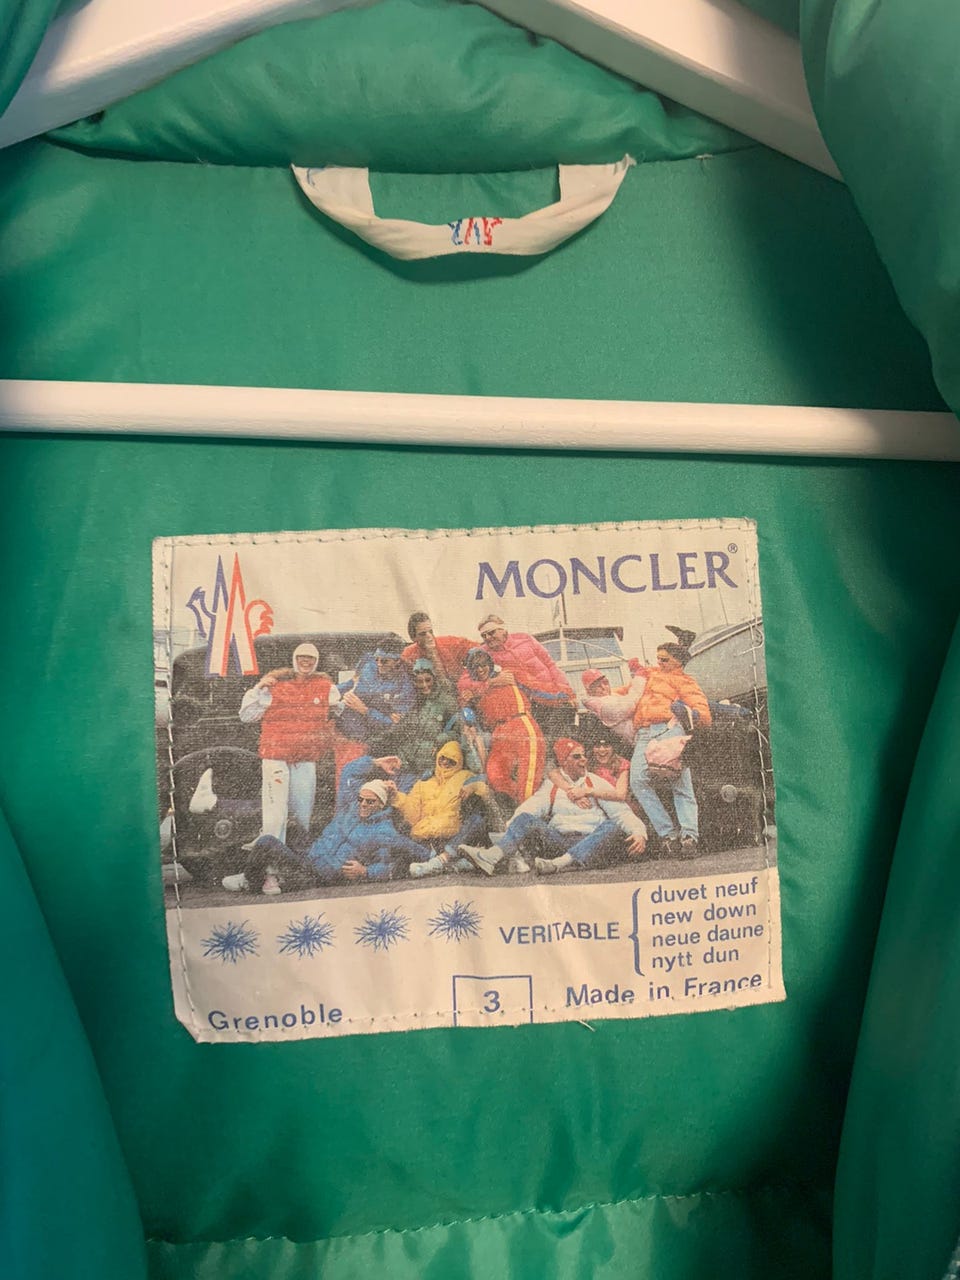 MONCLER®
VERITABLE
duvet neuf
new down
neue daune
nytt dun
Grenoble
3
Made in France